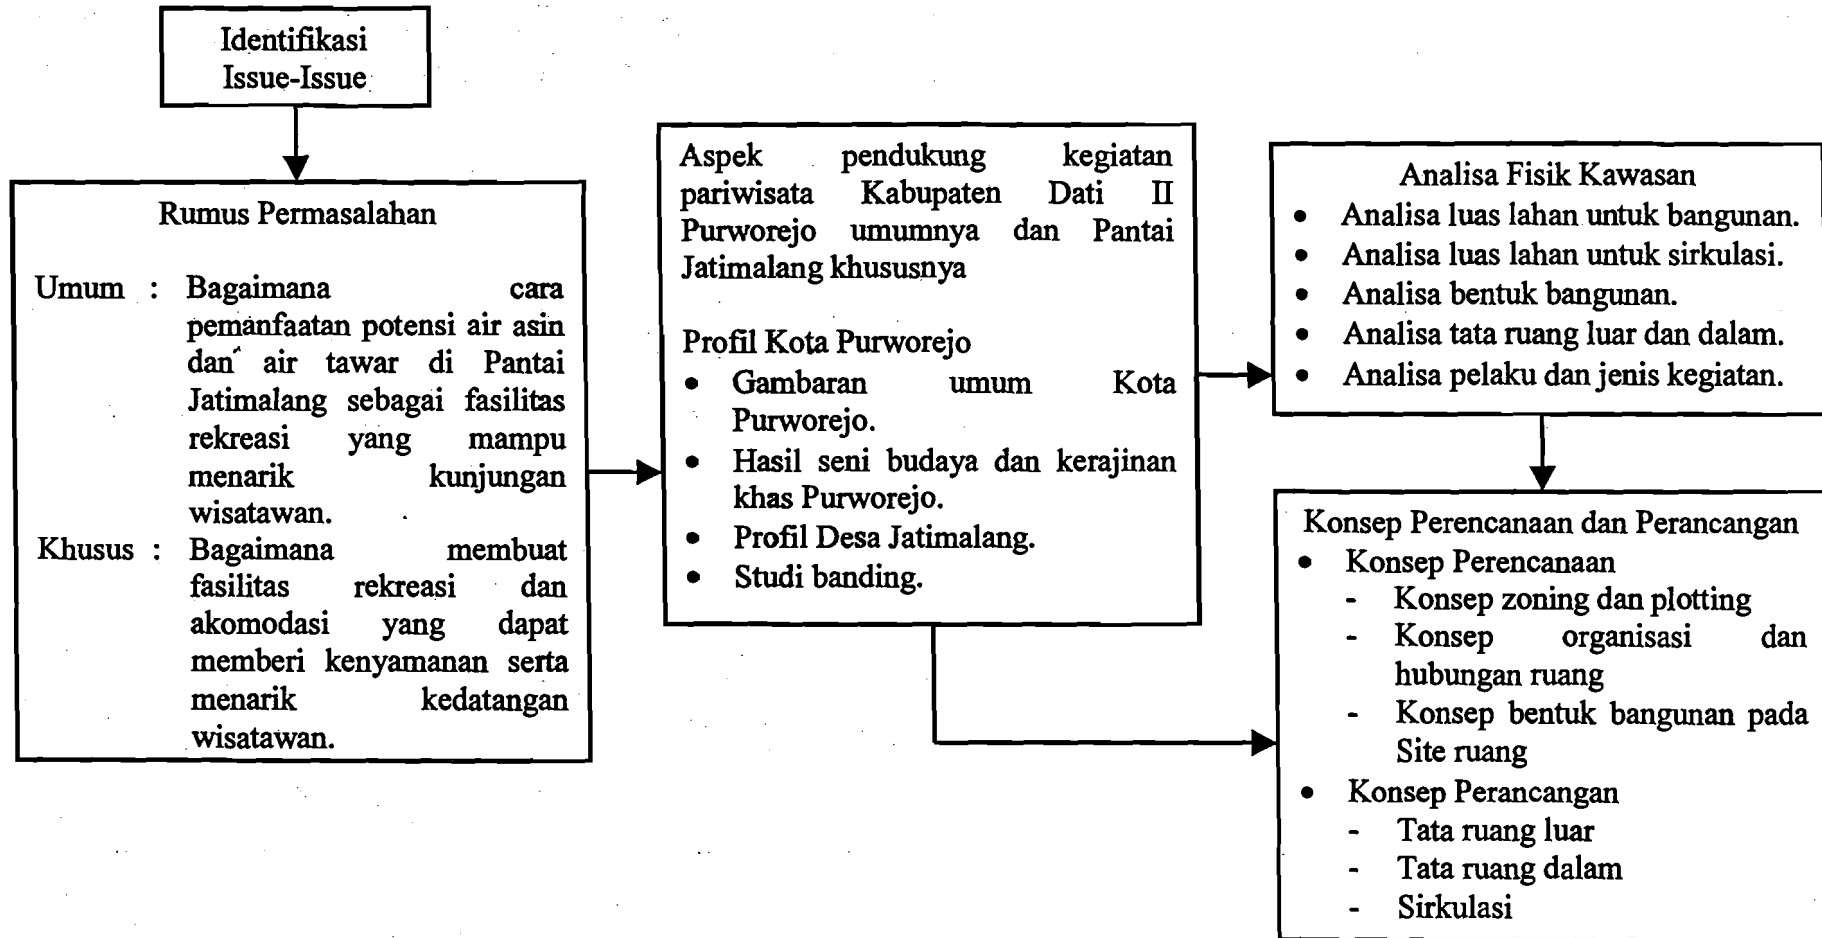 Identifikasi
Issue-Issue
Rumus Permasalahan
Umum : Bagaimana cara
pemanfaatan potensi air asin
dan air tawar di Pantai
Jatimalang sebagai fasilitas
rekreasi yang mampu
menarik kunjungan
wisatawan.
Khusus : Bagaimana membuat
fasilitas rekreasi dan
akomodasi yang dapat
memberi kenyamanan serta
menarik kedatangan
wisatawan.
Aspek pendukung kegiatan
pariwisata Kabupaten Dati II
Purworejo umumnya dan Pantai
Jatimalang khususnya
Profil Kota Purworejo
• Gambaran umum Kota
Purworejo.
• Hasil seni budaya dan kerajinan
khas Purworejo.
• Profil Desa Jatimalang.
• Studi banding.
Analisa Fisik Kawasan
• Analisa luas lahan untuk bangunan.
• Analisa luas lahan untuk sirkulasi.
• Analisa bentuk bangunan.
• Analisa tata ruang luar dan dalam.
• Analisa pelaku dan jenis kegiatan.
Konsep Perencanaan dan Perancangan
• Konsep Perencanaan
- Konsep zoning dan plotting
- Konsep organisasi dan
hubungan ruang
- Konsep bentuk bangunan pada
Site ruang
• Konsep Perancangan
- Tata ruang luar
- Tata ruang dalam
- Sirkulasi